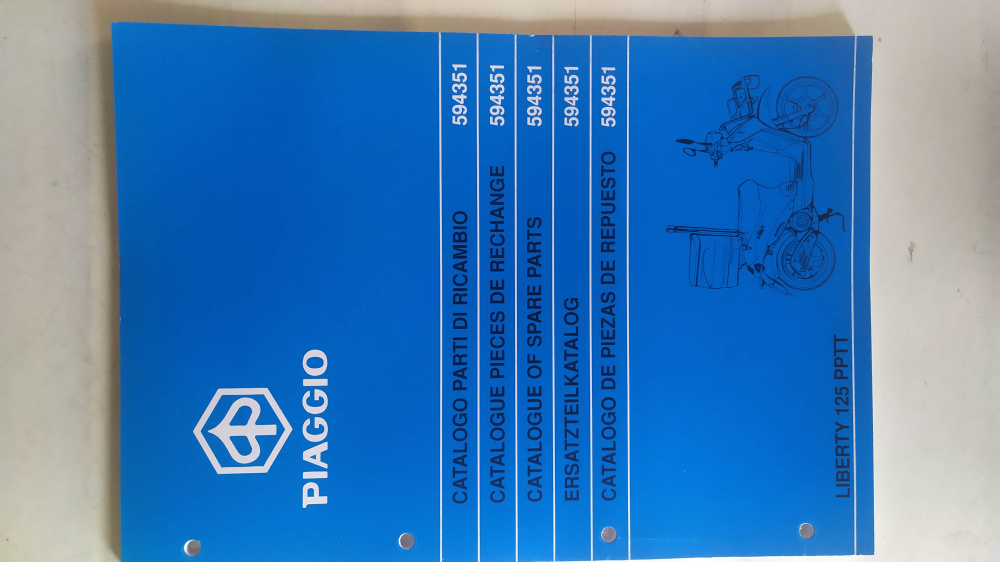 PIAGGIO
CATALOGO PARTI DI RICAMBIO 594351
CATALOGUE PIECES DE RECHANGE 594351
CATALOGUE OF SPARE PARTS 594351
ERSATZTEILKATALOG 594351
CATALOGO DE PIEZAS DE REPUESTO 594351
LIBERTY 125 PPTT